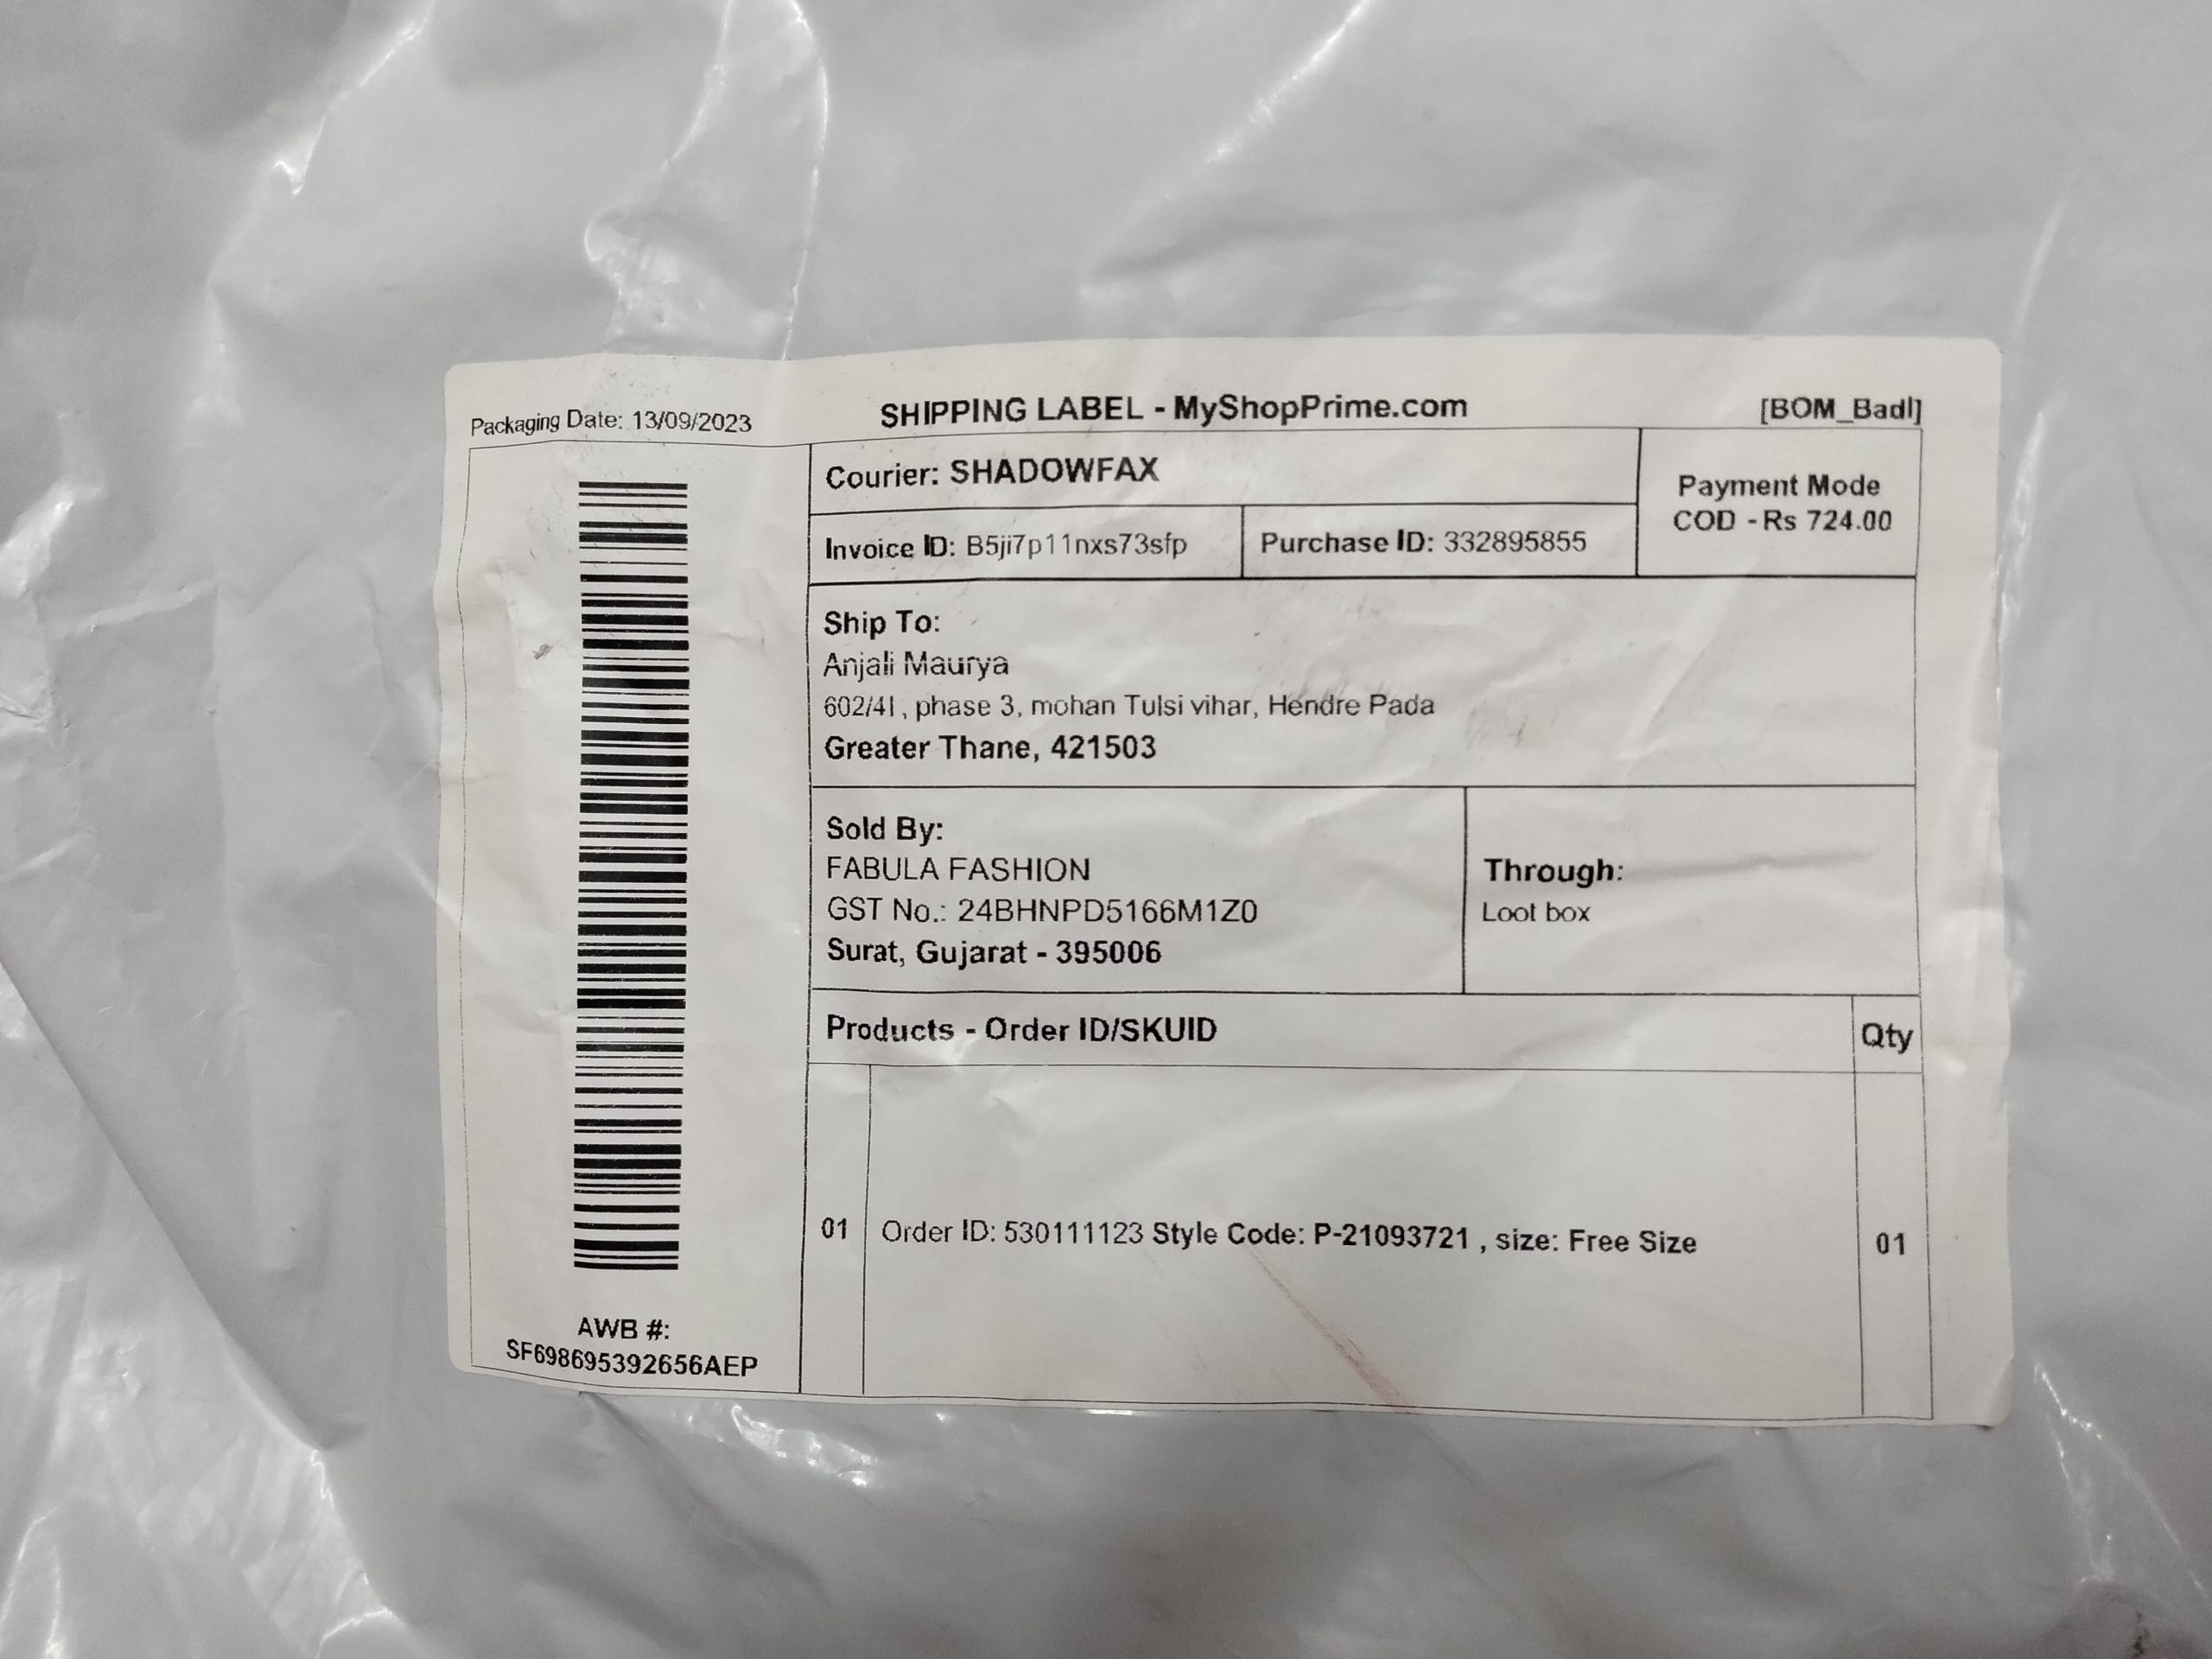 Packaging Date: 13/09/2023
SHIPPING LABEL - MyShopPrime.com
[BOM_Badl]
Courier: SHADOWFAX
Payment Mode
COD - Rs 724.00
Invoice ID: B5ji7p11nxs73sfp
Purchase ID: 332895855
Ship To:
Anjali Maurya
602/4I, phase 3, mohan Tulsi vihar, Hendre Pada
Greater Thane, 421503
Sold By:
FABULA FASHION
GST No.: 24BHNPD5166M1Z0
Surat, Gujarat - 395006
Through:
Loot box
Products - Order ID/SKUID
Qty
01
Order ID: 530111123 Style Code: P-21093721 , size: Free Size
01
AWB #:
SF698695392656AEP